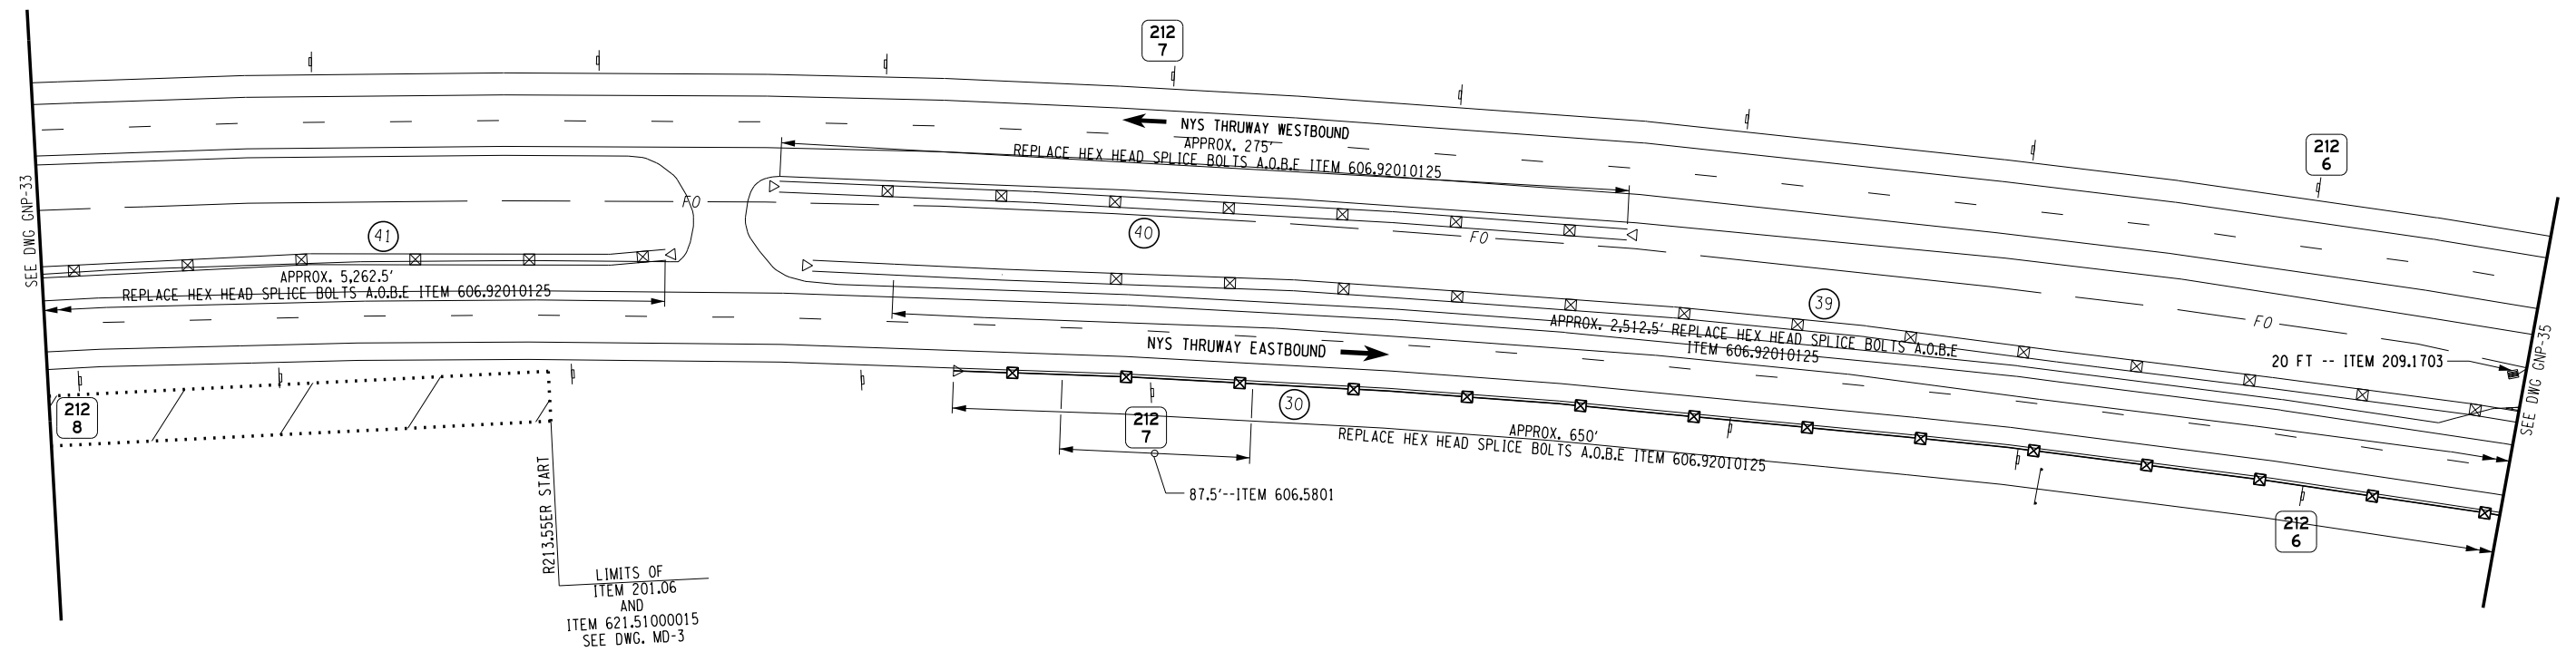 212
7
212
6
NYS THRUWAY WESTBOUND
APPROX. 275'
REPLACE HEX HEAD SPLICE BOLTS A.O.B.E ITEM 606.92010125
SEE DWG GNP-33
FO
41
40
FO
APPROX. 5,262.5'
REPLACE HEX HEAD SPLICE BOLTS A.O.B.E ITEM 606.92010125
39
FO
APPROX. 2,512.5' REPLACE HEX HEAD SPLICE BOLTS A.O.B.E
ITEM 606.92010125
NYS THRUWAY EASTBOUND
20 FT -- ITEM 209.1703
SEE DWG GNP-35
212
8
30
212
7
APPROX. 650'
REPLACE HEX HEAD SPLICE BOLTS A.O.B.E ITEM 606.92010125
87.5'--ITEM 606.5801
212
6
R213.55ER START
LIMITS OF
ITEM 201.06
AND
ITEM 621.51000015
SEE DWG. MD-3